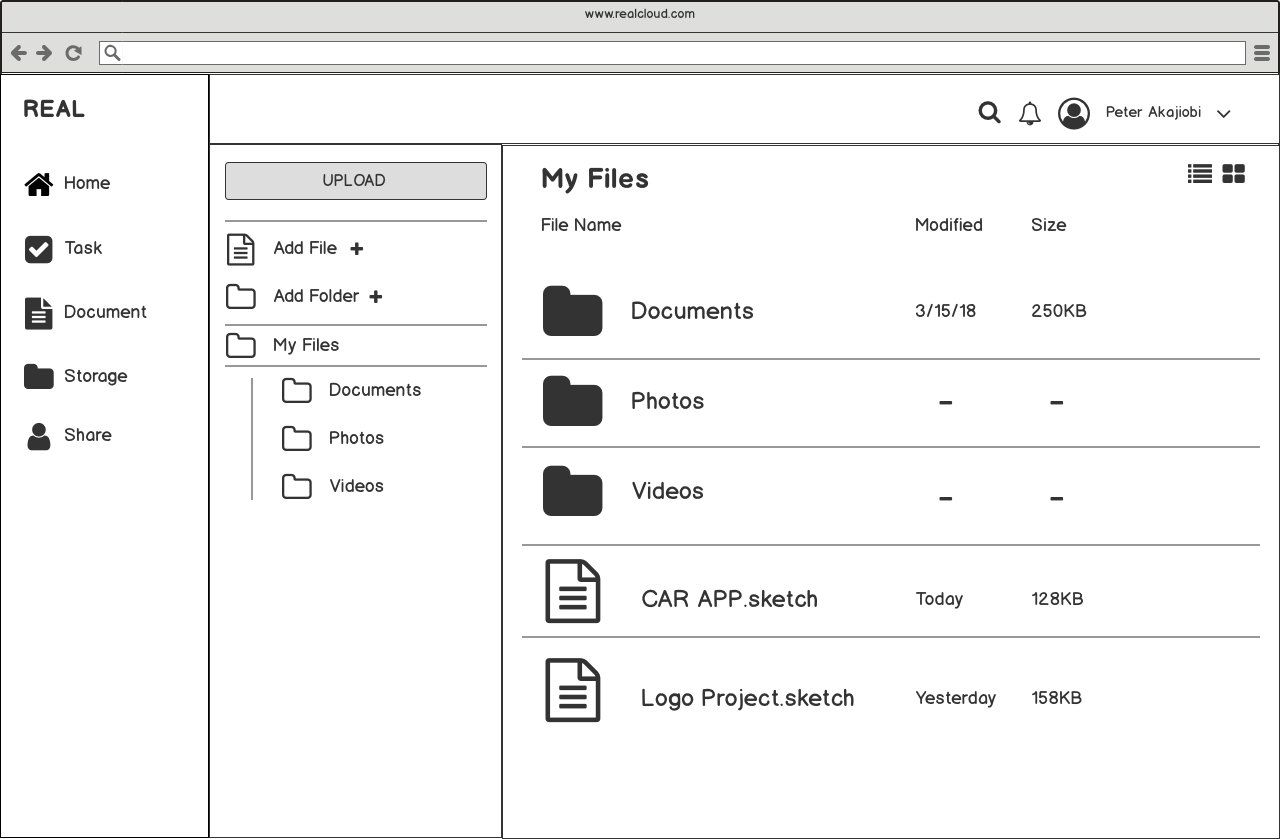 www.realcloud.com
REAL
Peter Akajiobi
Home
Task
Document
Storage
Share
UPLOAD
Add File +
Add Folder +
My Files
Documents
Photos
Videos
My Files
File Name Modified Size
Documents 3/15/18 250KB
Photos - -
Videos - -
CAR APP.sketch Today 128KB
Logo Project.sketch Yesterday 158KB